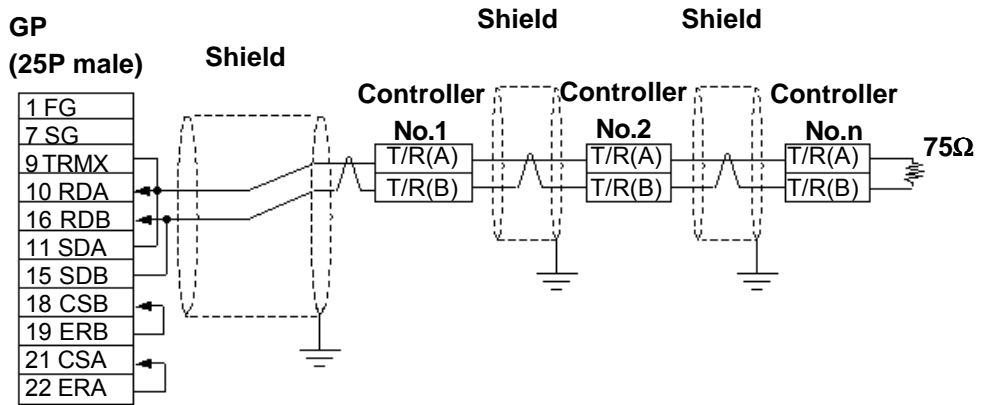 GP
(25P male)
Shield
Shield
Shield
1 FG
7 SG
9 TRMX
10 RDA
16 RDB
11 SDA
15 SDB
18 CSB
19 ERB
21 CSA
22 ERA
Controller
No.1
T/R(A)
T/R(B)
Controller
No.2
T/R(A)
T/R(B)
Controller
No.n
T/R(A)
T/R(B)
75Ω